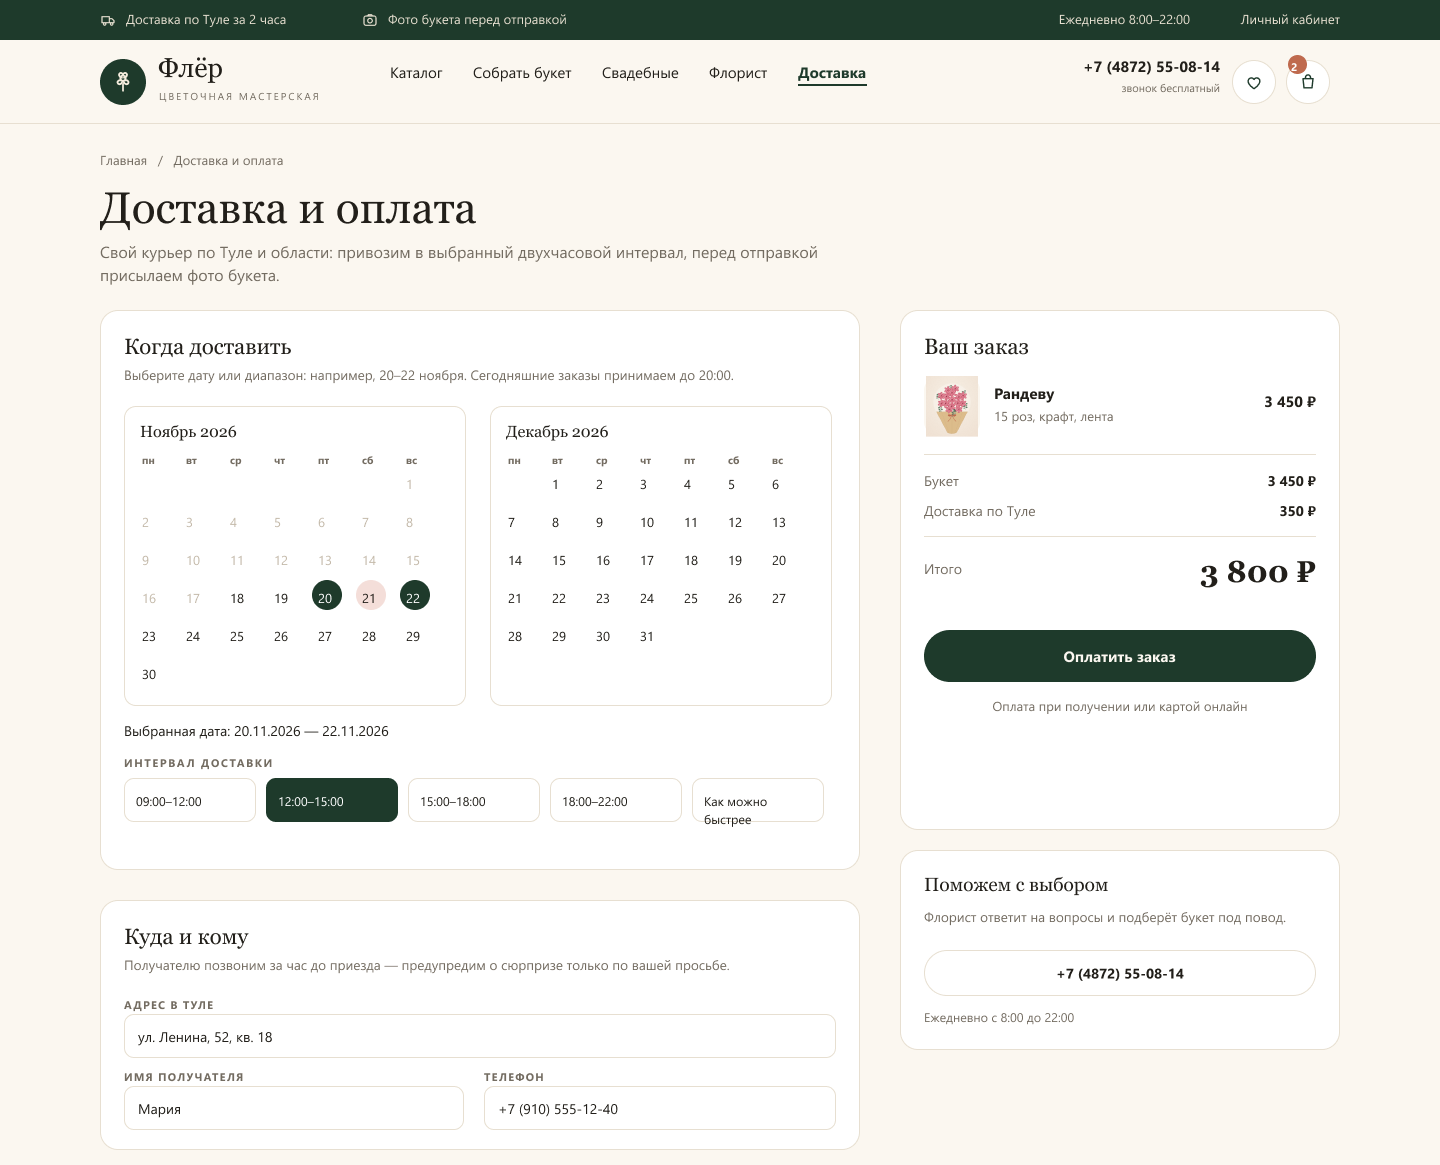 Доставка по Туле за 2 часа
Фото букета перед отправкой
Ежедневно 8:00–22:00
Личный кабинет
Флёр
ЦВЕТОЧНАЯ МАСТЕРСКАЯ
Каталог
Собрать букет
Свадебные
Флорист
Доставка
+7 (4872) 55-08-14
звонок бесплатный
2
Главная / Доставка и оплата
Доставка и оплата
Свой курьер по Туле и области: привозим в выбранный двухчасовой интервал, перед отправкой
присылаем фото букета.
Когда доставить
Выберите дату или диапазон: например, 20–22 ноября. Сегодняшние заказы принимаем до 20:00.
Ноябрь 2026
пн вт ср чт пт сб вс
1
2 3 4 5 6 7 8
9 10 11 12 13 14 15
16 17 18 19 20 21 22
23 24 25 26 27 28 29
30
Декабрь 2026
пн вт ср чт пт сб вс
1 2 3 4 5 6
7 8 9 10 11 12 13
14 15 16 17 18 19 20
21 22 23 24 25 26 27
28 29 30 31
Выбранная дата: 20.11.2026 — 22.11.2026
ИНТЕРВАЛ ДОСТАВКИ
09:00–12:00
12:00–15:00
15:00–18:00
18:00–22:00
Как можно
быстрее
Куда и кому
Получателю позвоним за час до приезда — предупредим о сюрпризе только по вашей просьбе.
АДРЕС В ТУЛЕ
ул. Ленина, 52, кв. 18
ИМЯ ПОЛУЧАТЕЛЯ
Мария
ТЕЛЕФОН
+7 (910) 555-12-40
Ваш заказ
Рандеву
15 роз, крафт, лента
3 450 ₽
Букет 3 450 ₽
Доставка по Туле 350 ₽
Итого 3 800 ₽
Оплатить заказ
Оплата при получении или картой онлайн
Поможем с выбором
Флорист ответит на вопросы и подберёт букет под повод.
+7 (4872) 55-08-14
Ежедневно с 8:00 до 22:00